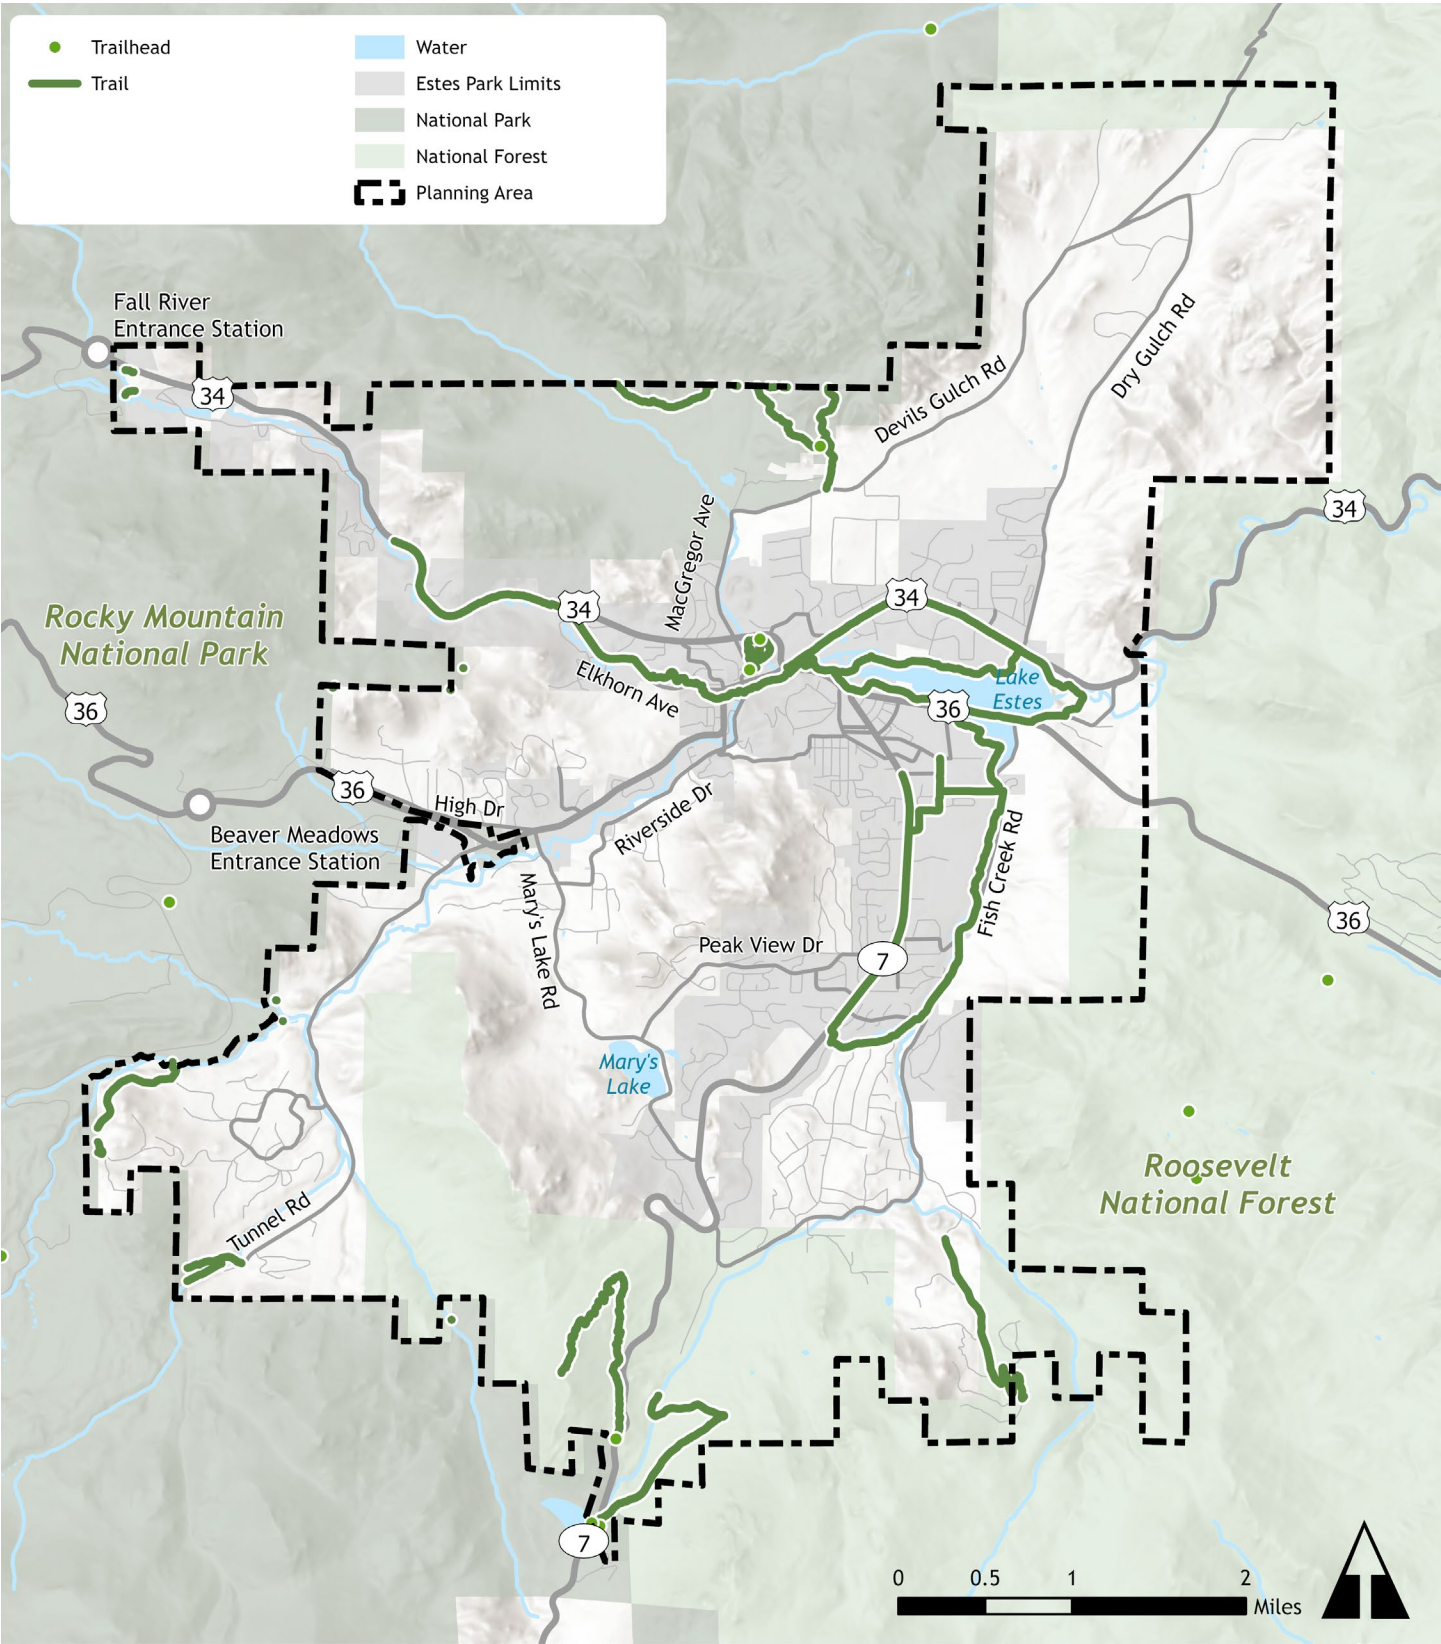 Trailhead
Trail
Water
Estes Park Limits
National Park
National Forest
Planning Area
Fall River
Entrance Station
34
Devils Gulch Rd
Dry Gulch Rd
34
MacGregor Ave
34
34
Rocky Mountain
National Park
Elkhorn Ave
Lake
Estes
36
36
36
High Dr
Riverside Dr
Beaver Meadows
Entrance Station
Mary's Lake Rd
Fish Creek Rd
36
Peak View Dr
7
Mary's
Lake
Roosevelt
National Forest
Tunnel Rd
7
0 0.5 1 2
Miles